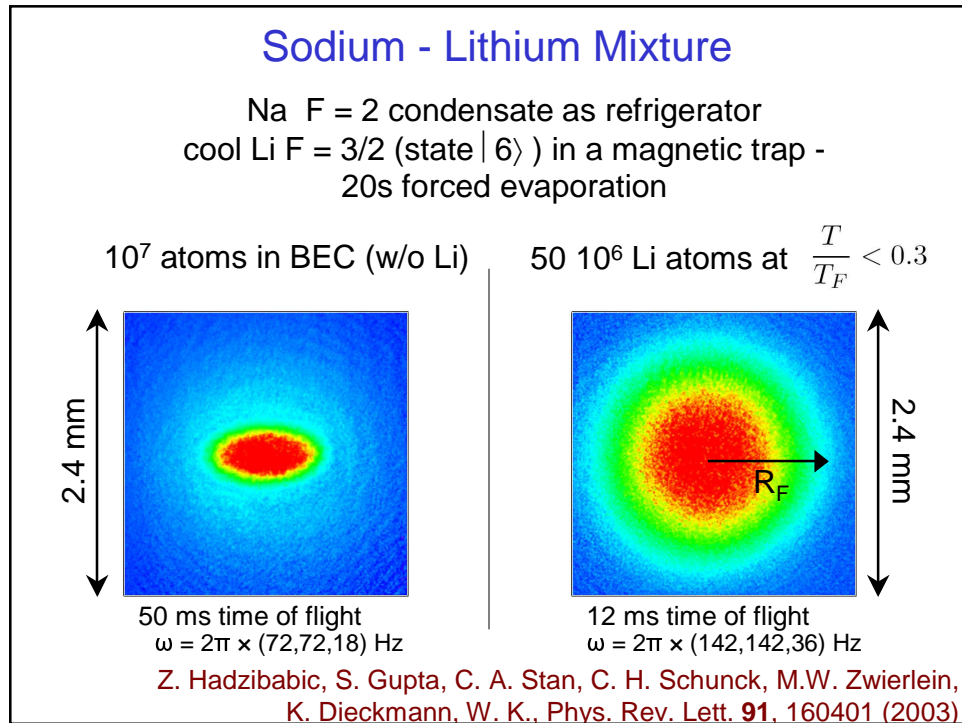 Sodium - Lithium Mixture
Na F = 2 condensate as refrigerator
cool Li F = 3/2 (state | 6⟩ ) in a magnetic trap -
20s forced evaporation
10⁷ atoms in BEC (w/o Li)
50 10⁶ Li atoms at T/T_F < 0.3
2.4 mm
R_F
2.4 mm
50 ms time of flight
ω = 2π × (72,72,18) Hz
12 ms time of flight
ω = 2π × (142,142,36) Hz
Z. Hadzibabic, S. Gupta, C. A. Stan, C. H. Schunck, M.W. Zwierlein,
K. Dieckmann, W. K., Phys. Rev. Lett. 91, 160401 (2003)